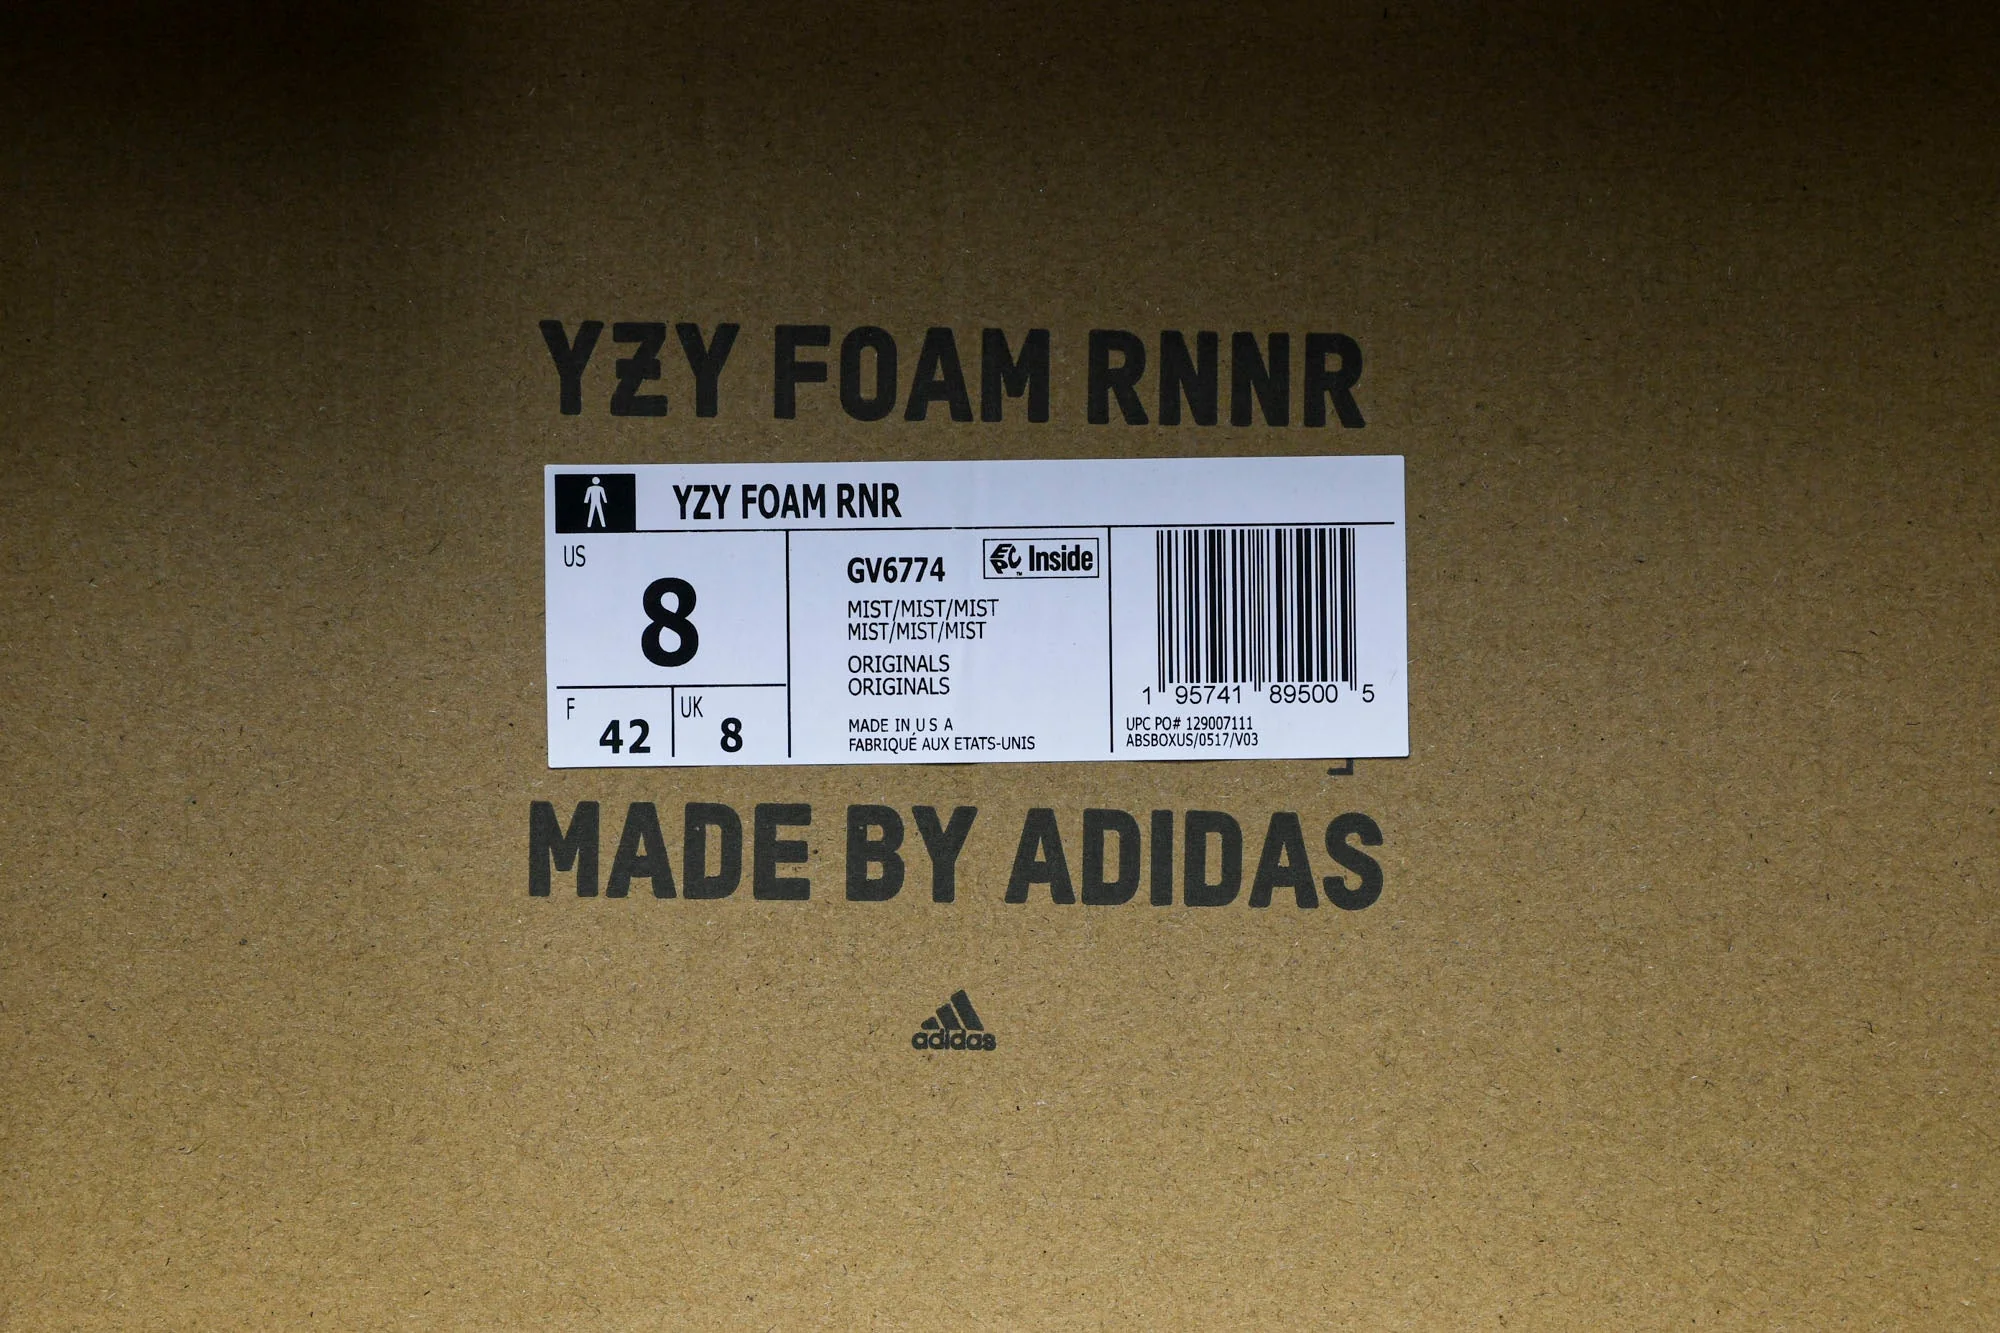 YZY FOAM RNNR
YZY FOAM RNR
US
8
F
42
UK
8
GV6774
EPC Inside
™
MIST/MIST/MIST
MIST/MIST/MIST
ORIGINALS
ORIGINALS
MADE IN U S A
FABRIQUÉ AUX ETATS-UNIS
1 95741 89500 5
UPC PO# 129007111
ABSBOXUS/0517/V03
MADE BY ADIDAS
adidas